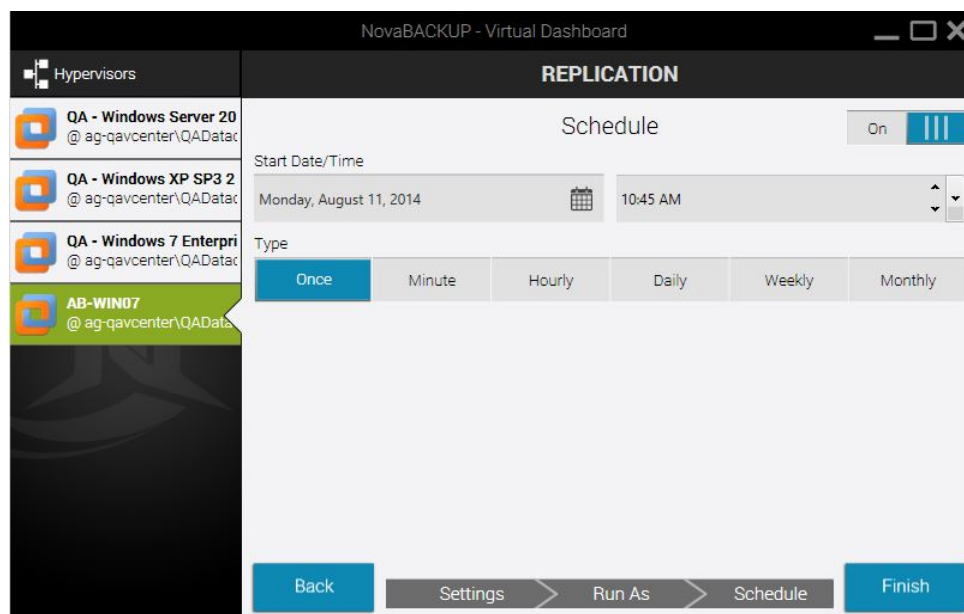 NovaBACKUP - Virtual Dashboard
Hypervisors
REPLICATION
QA - Windows Server 20
@ ag-qavcenter\QADatac
QA - Windows XP SP3 2
@ ag-qavcenter\QADatac
QA - Windows 7 Enterpri
@ ag-qavcenter\QADatac
AB-WIN07
@ ag-qavcenter\QAData
Schedule
On
Start Date/Time
Monday, August 11, 2014
10:45 AM
Type
Once
Minute
Hourly
Daily
Weekly
Monthly
Back
Settings
Run As
Schedule
Finish